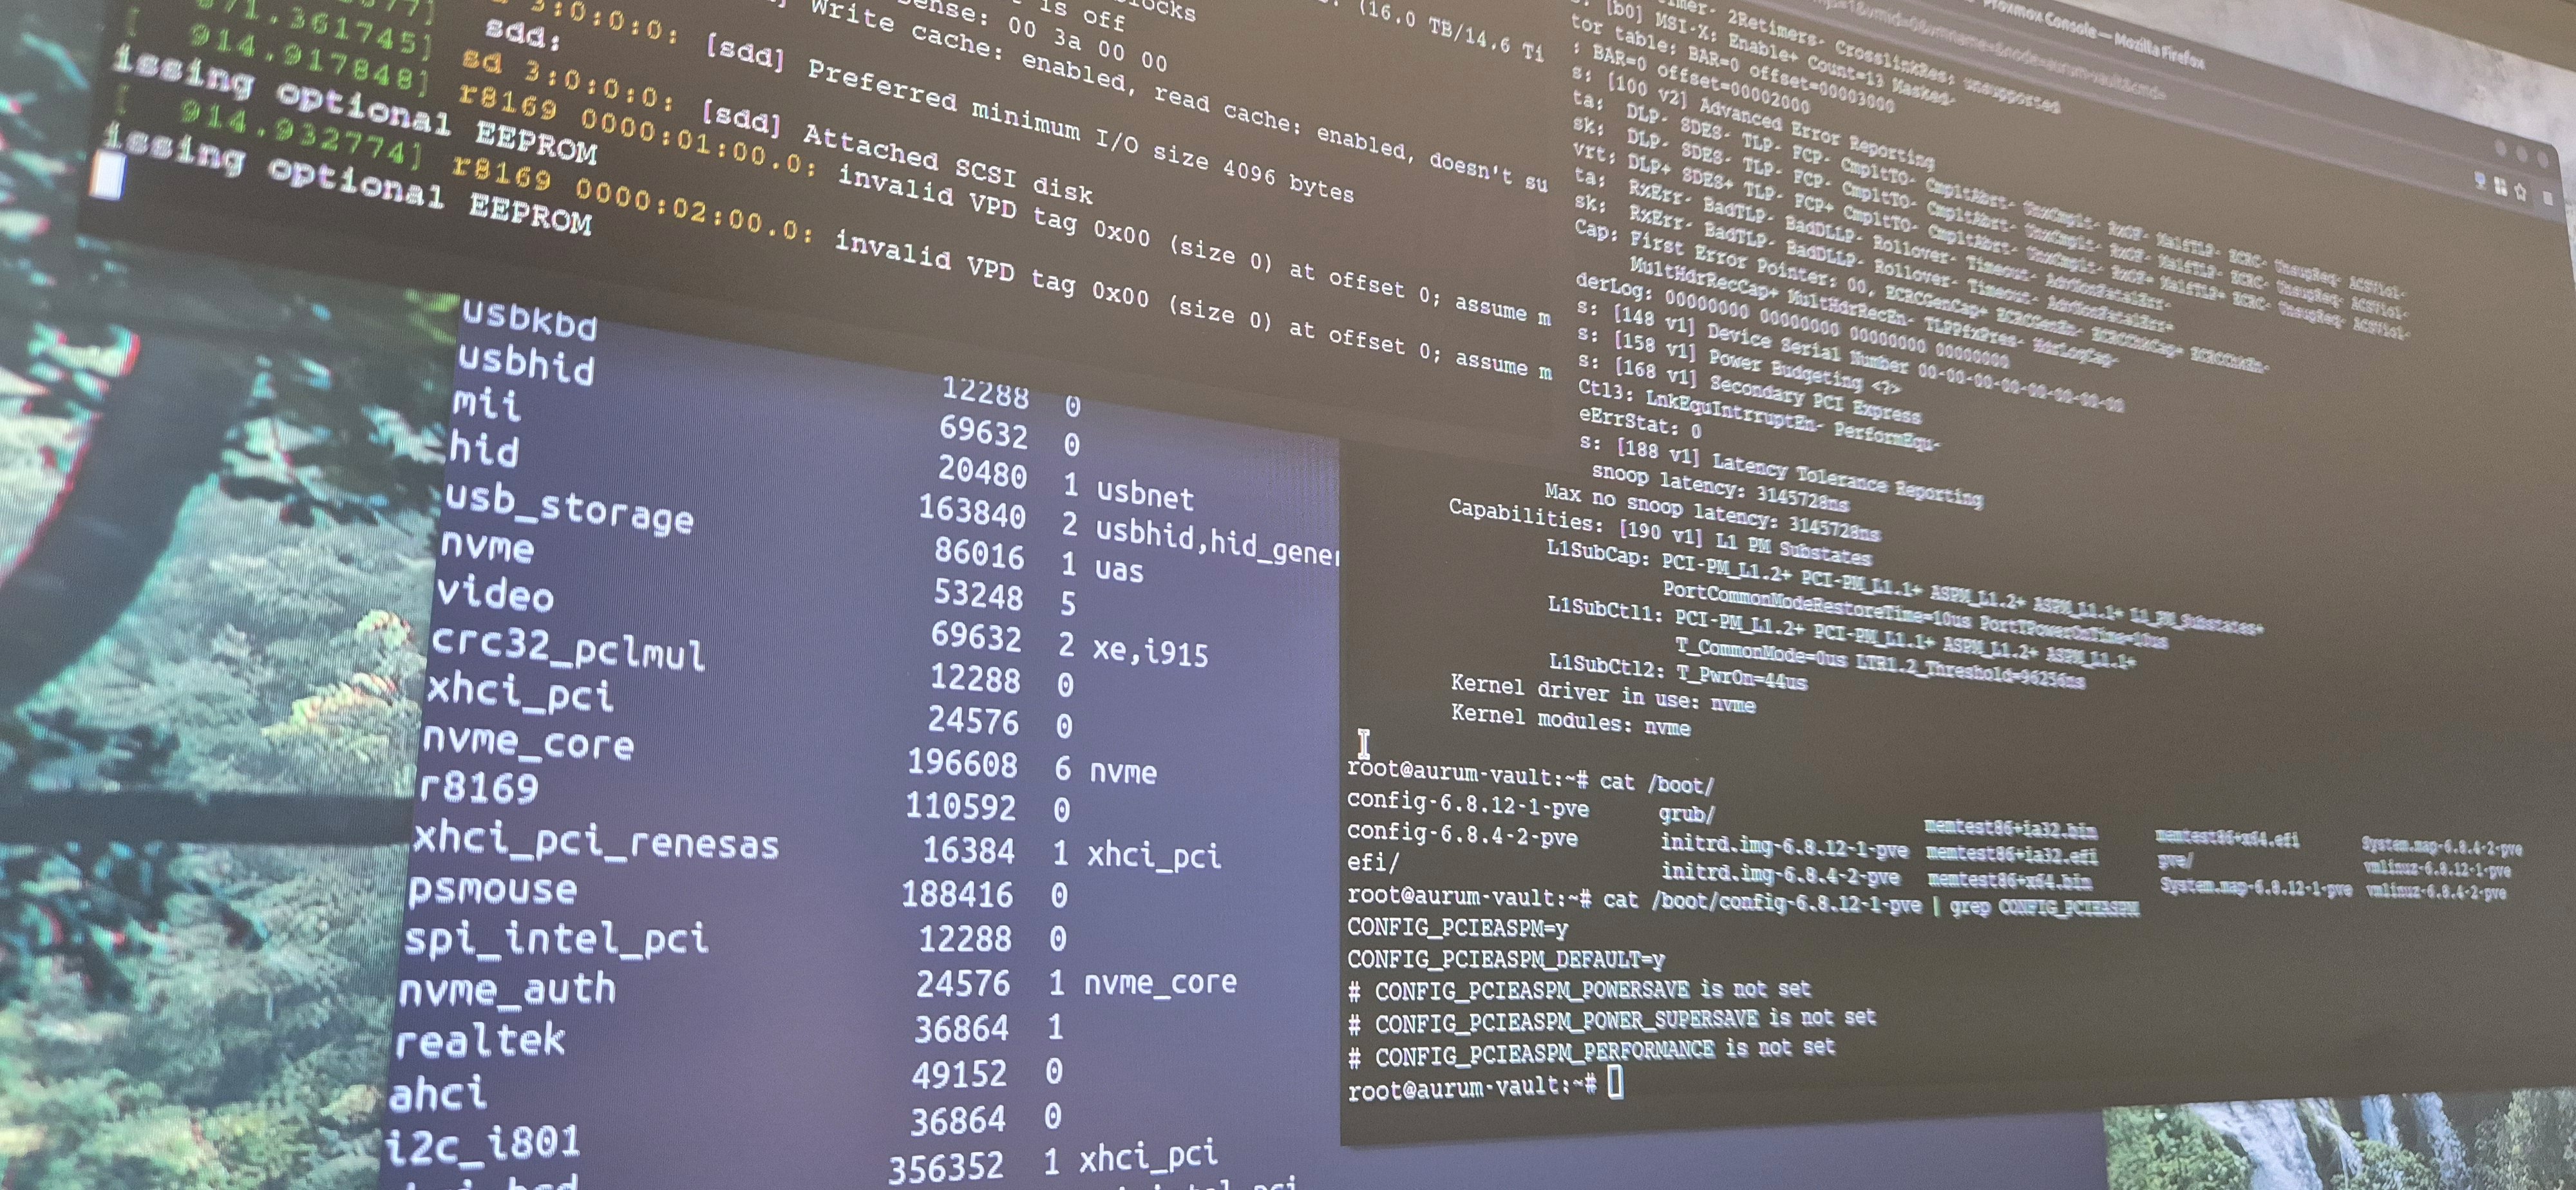 371.361745]
sdd:
[ 914.917848] sd 3:0:0:0: [sdd] Preferred minimum I/O size 4096 bytes
3:0:0:0: [sdd] Write cache: enabled, read cache: enabled, doesn't su
00 3a 00 00
is off
(16.0 TB/14.6 Ti
sd 3:0:0:0: [sdd] Attached SCSI disk
r8169 0000:01:00.0: invalid VPD tag 0x00 (size 0) at offset 0; assume m
issing optional EEPROM
[ 914.932774] r8169 0000:02:00.0: invalid VPD tag 0x00 (size 0) at offset 0; assume m
issing optional EEPROM
usbkbd 12288 0
usbhid 69632 0
mii 20480 1 usbnet
hid 163840 2 usbhid,hid_gener
usb_storage 86016 1 uas
nvme 53248 5
video 69632 2 xe,i915
crc32_pclmul 12288 0
xhci_pci 24576 0
nvme_core 196608 6 nvme
r8169 110592 0
xhci_pci_renesas 16384 1 xhci_pci
psmouse 188416 0
spi_intel_pci 12288 0
nvme_auth 24576 1 nvme_core
realtek 36864 1
ahci 49152 0
i2c_i801 36864 0
356352 1 xhci_pci
Proxmox Console — Mozilla Firefox
2Retimers- CrosslinkRes: unsupported
[b0] MSI-X: Enable+ Count=13 Masked-
tor table: BAR=0 offset=00003000
: BAR=0 offset=00002000
s: [100 v2] Advanced Error Reporting
ta: DLP- SDES- TLP- FCP- CmpltTO- CmpltAbrt- UnxCmplt- RxOF- MalfTLP- ECRC- UnsupReq- ACSViol-
sk: DLP- SDES- TLP- FCP- CmpltTO- CmpltAbrt- UnxCmplt- RxOF- MalfTLP- ECRC- UnsupReq- ACSViol-
vrt: DLP+ SDES+ TLP- FCP+ CmpltTO- CmpltAbrt- UnxCmplt- RxOF+ MalfTLP+ ECRC- UnsupReq- ACSViol-
ta: RxErr- BadTLP- BadDLLP- Rollover- Timeout- AdvNonFatalErr-
sk: RxErr- BadTLP- BadDLLP- Rollover- Timeout- AdvNonFatalErr+
Cap: First Error Pointer: 00, ECRCGenCap+ ECRCGenEn- ECRCChkCap+ ECRCChkEn-
MultHdrRecCap+ MultHdrRecEn- TLPPfxPres- HdrLogCap-
derLog: 00000000 00000000 00000000 00000000
s: [148 v1] Device Serial Number 00-00-00-00-00-00-00-00
s: [158 v1] Power Budgeting <?>
s: [168 v1] Secondary PCI Express
Ctl3: LnkEquIntrruptEn- PerformEqu-
eErrStat: 0
s: [188 v1] Latency Tolerance Reporting
snoop latency: 3145728ns
Max no snoop latency: 3145728ns
Capabilities: [190 v1] L1 PM Substates
L1SubCap: PCI-PM_L1.2+ PCI-PM_L1.1+ ASPM_L1.2+ ASPM_L1.1+ L1_PM_Substates+
PortCommonModeRestoreTime=10us PortTPowerOnTime=10us
L1SubCtl1: PCI-PM_L1.2+ PCI-PM_L1.1+ ASPM_L1.2+ ASPM_L1.1+
T_CommonMode=0us LTR1.2_Threshold=96256ns
L1SubCtl2: T_PwrOn=44us
Kernel driver in use: nvme
Kernel modules: nvme
root@aurum-vault:~# cat /boot/
config-6.8.12-1-pve grub/ memtest86+ia32.bin memtest86+x64.efi System.map-6.8.4-2-pve
config-6.8.4-2-pve initrd.img-6.8.12-1-pve memtest86+ia32.efi pve/ vmlinuz-6.8.12-1-pve
efi/ initrd.img-6.8.4-2-pve memtest86+x64.bin System.map-6.8.12-1-pve vmlinuz-6.8.4-2-pve
root@aurum-vault:~# cat /boot/config-6.8.12-1-pve | grep CONFIG_PCIEASPM
CONFIG_PCIEASPM=y
CONFIG_PCIEASPM_DEFAULT=y
# CONFIG_PCIEASPM_POWERSAVE is not set
# CONFIG_PCIEASPM_POWER_SUPERSAVE is not set
# CONFIG_PCIEASPM_PERFORMANCE is not set
root@aurum-vault:~#